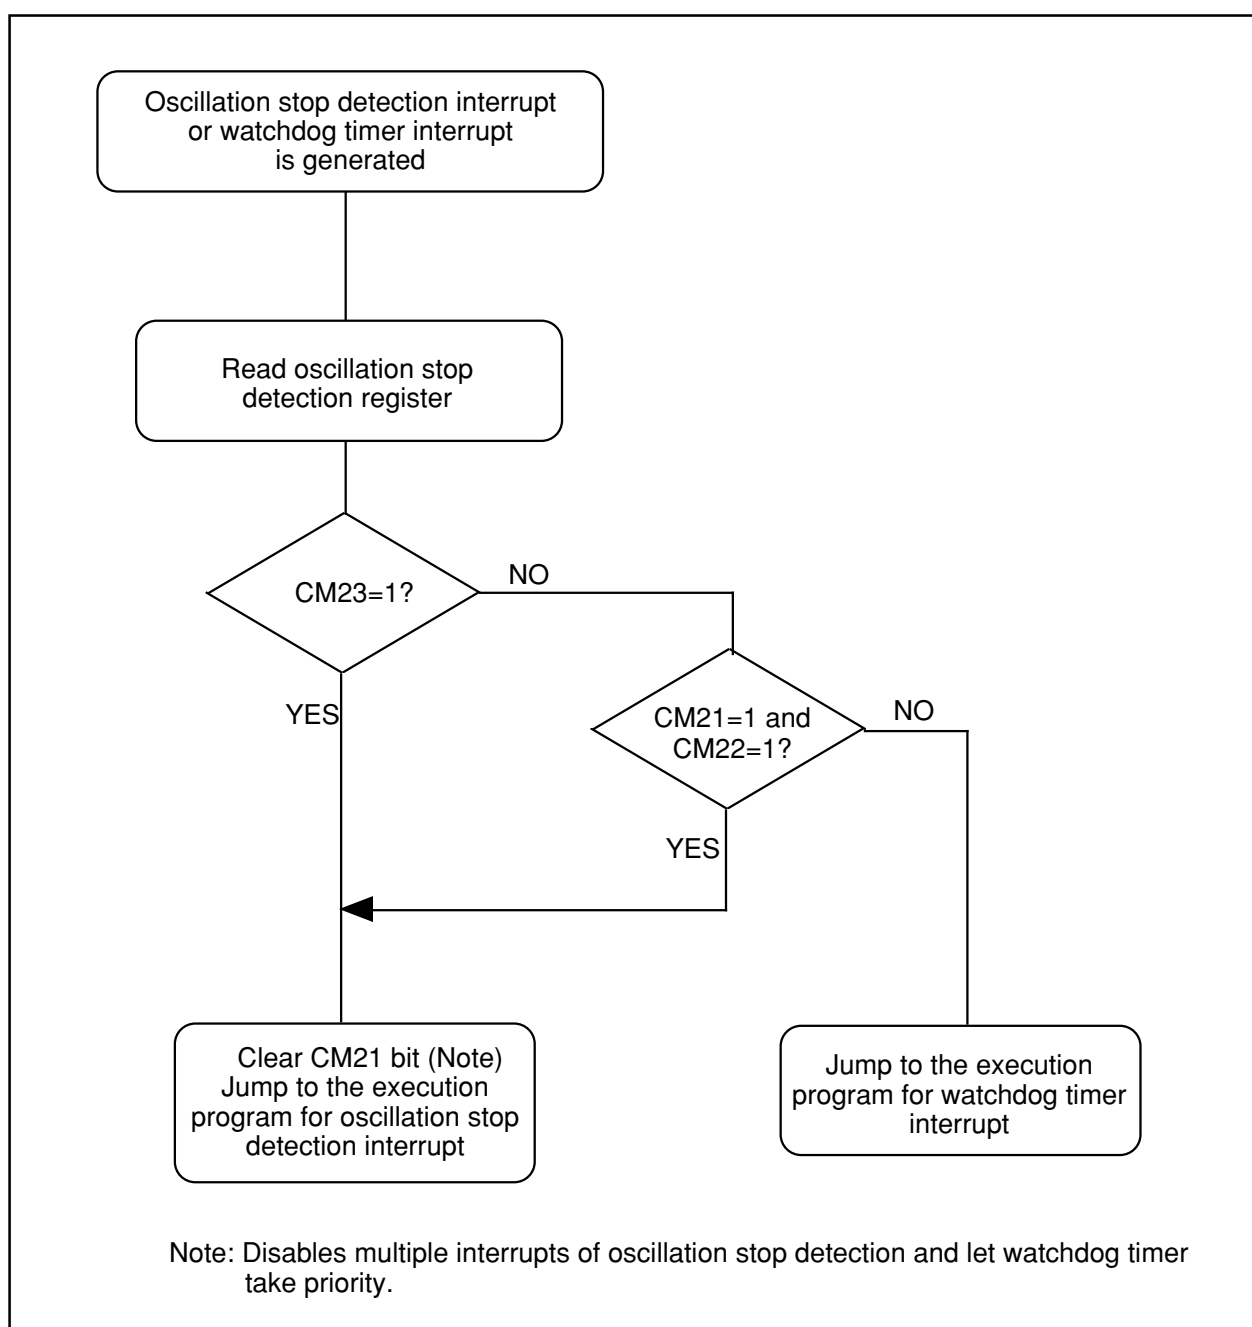 Oscillation stop detection interrupt
or watchdog timer interrupt
is generated
Read oscillation stop
detection register
CM23=1?
NO
YES
CM21=1 and
CM22=1?
NO
YES
Clear CM21 bit (Note)
Jump to the execution
program for oscillation stop
detection interrupt
Jump to the execution
program for watchdog timer
interrupt
Note: Disables multiple interrupts of oscillation stop detection and let watchdog timer
take priority.